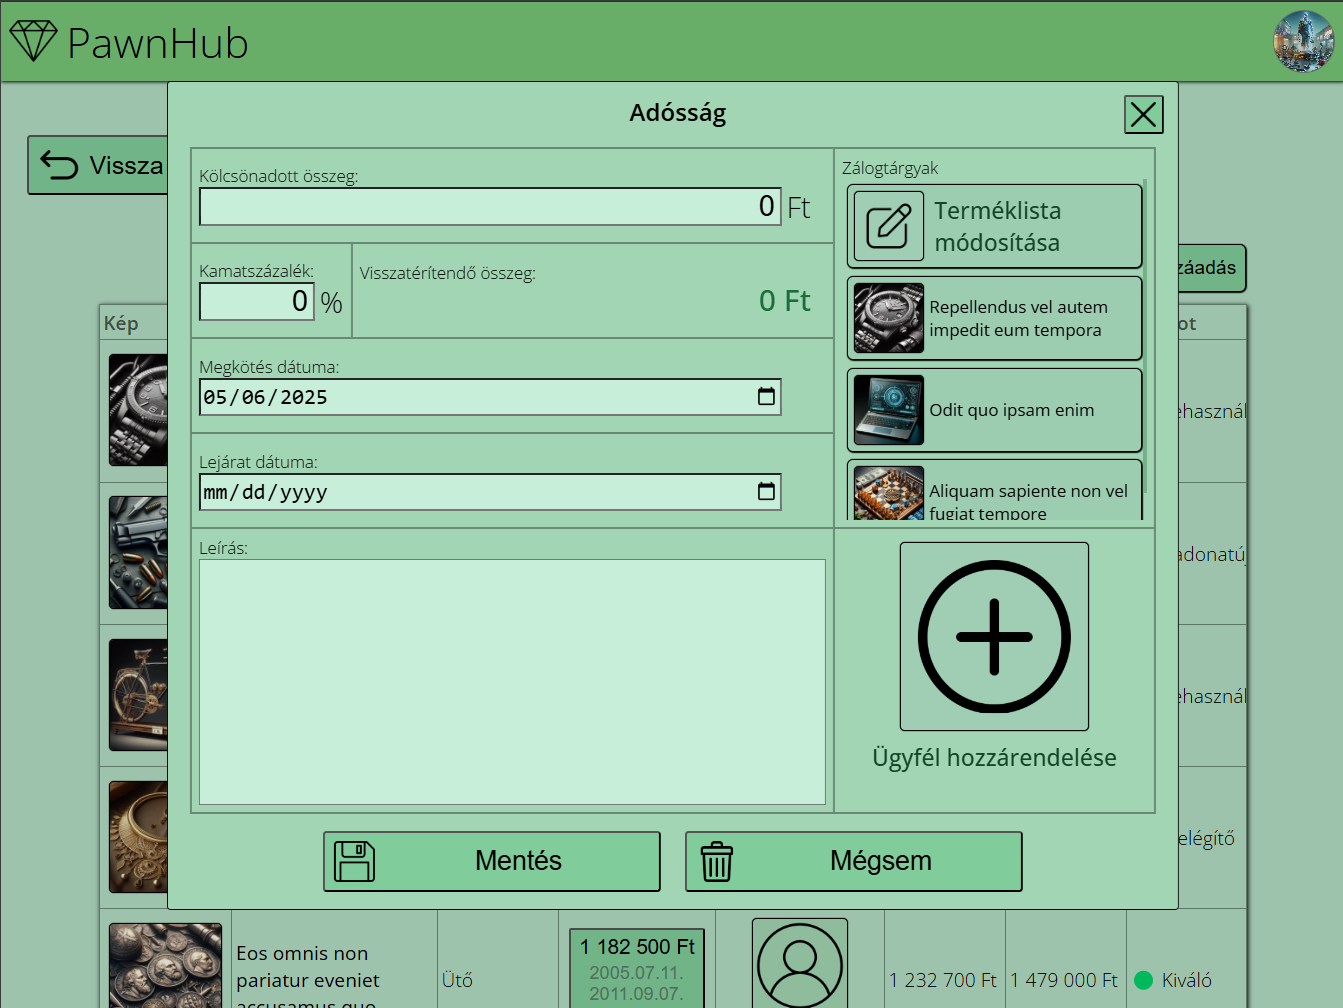 PawnHub
Adósság
Vissza
Kölcsönadott összeg:
0 Ft
Kamatszázalék:
0 %
Visszatérítendő összeg:
0 Ft
Megkötés dátuma:
05/06/2025
Lejárat dátuma:
mm/dd/yyyy
Leírás:
Zálogtárgyak
Terméklista
módosítása
Repellendus vel autem
impedit eum tempora
Odit quo ipsam enim
Aliquam sapiente non vel
fugiat tempore
Ügyfél hozzárendelése
Mentés
Mégsem
záadás
Kép
ot
ehasznál
adonatúj
ehasznál
elégítő
Eos omnis non
pariatur eveniet
accusamus quo
Ütő
1 182 500 Ft
2005.07.11.
2011.09.07.
1 232 700 Ft
1 479 000 Ft
Kiváló